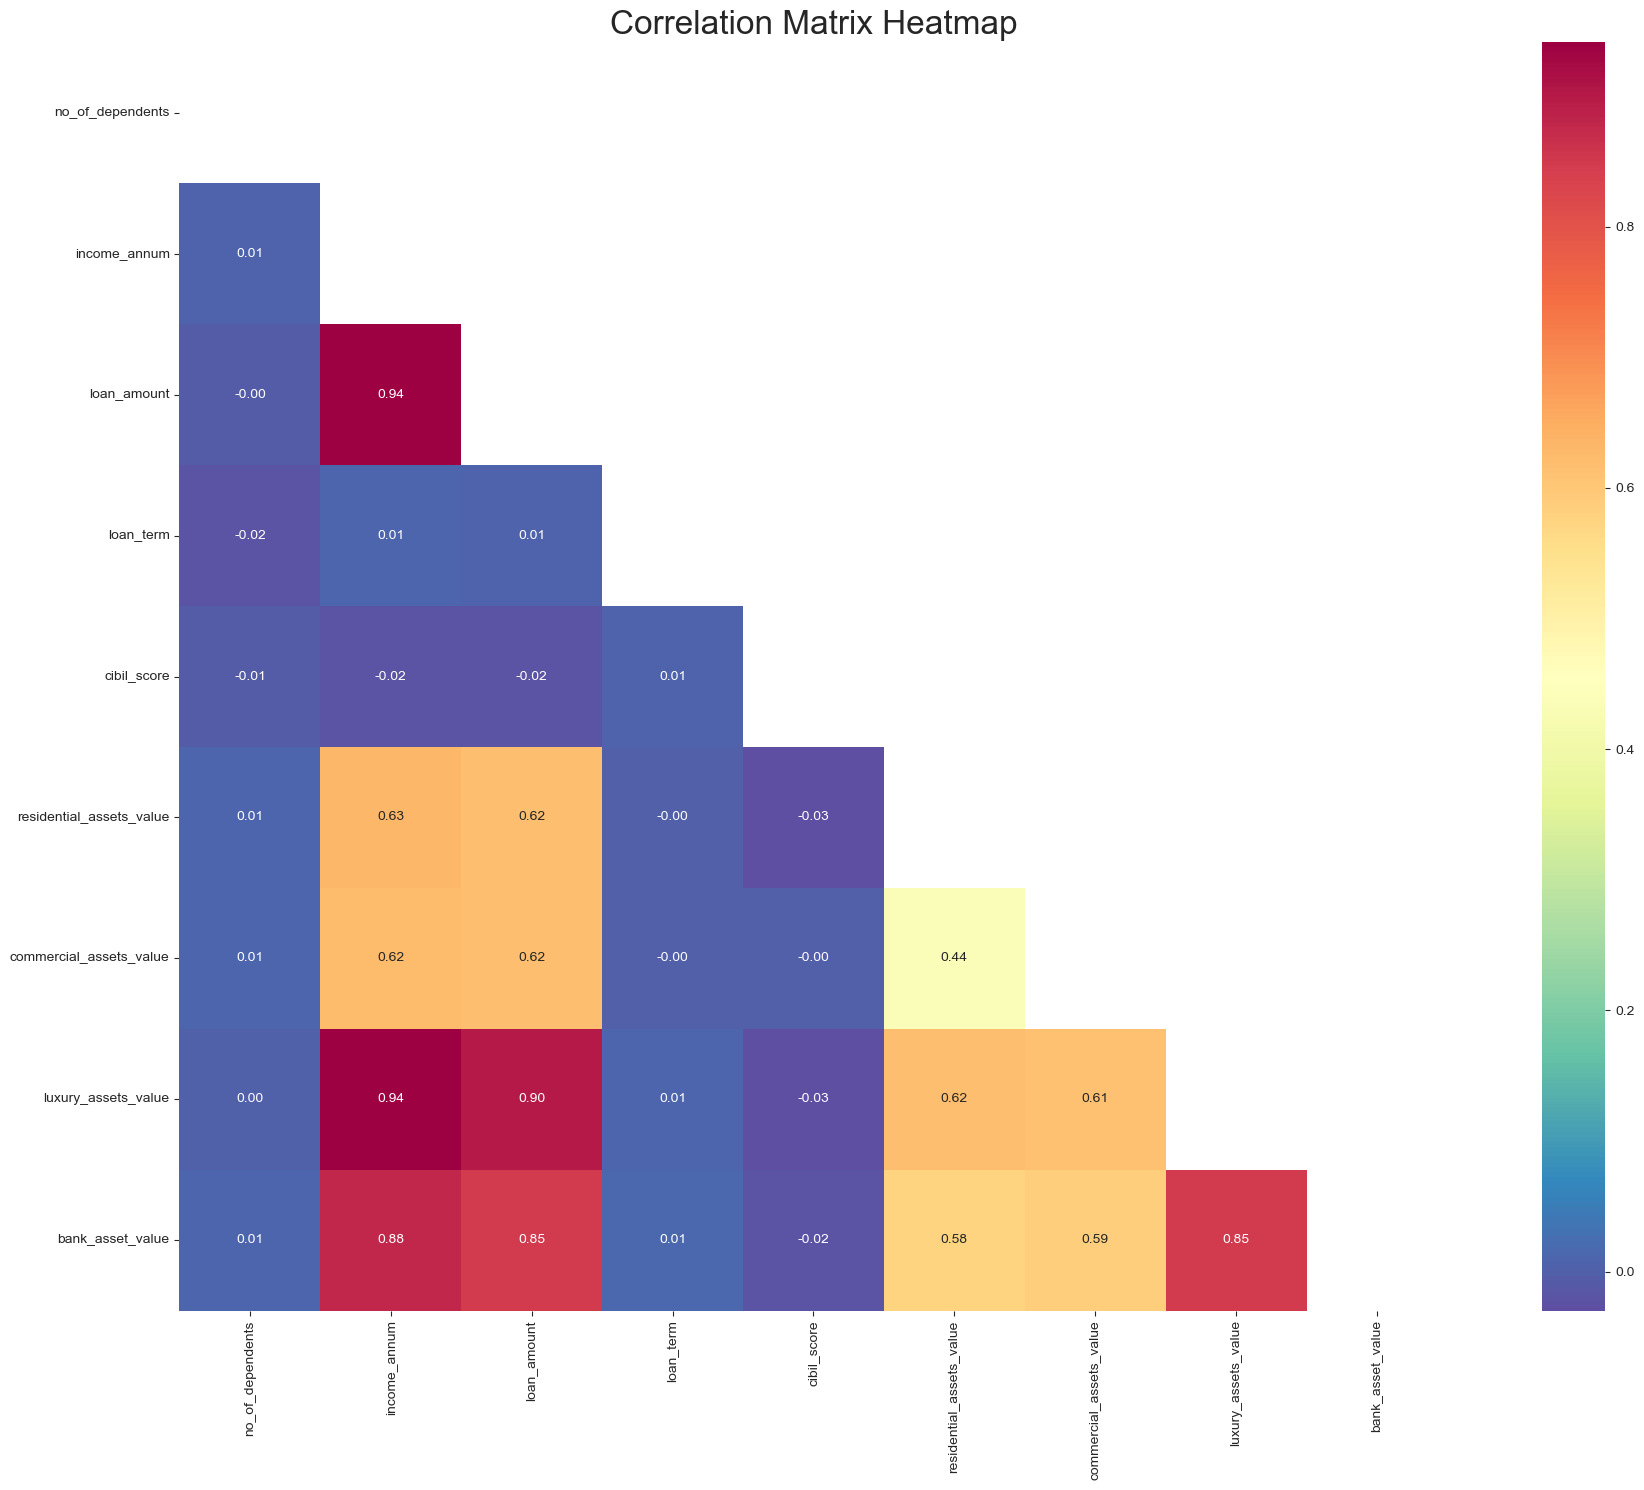 Correlation Matrix Heatmap
no_of_dependents
income_annum 0.01
loan_amount -0.00 0.94
loan_term -0.02 0.01 0.01
cibil_score -0.01 -0.02 -0.02 0.01
residential_assets_value 0.01 0.63 0.62 -0.00 -0.03
commercial_assets_value 0.01 0.62 0.62 -0.00 -0.00 0.44
luxury_assets_value 0.00 0.94 0.90 0.01 -0.03 0.62 0.61
bank_asset_value 0.01 0.88 0.85 0.01 -0.02 0.58 0.59 0.85
no_of_dependents
income_annum
loan_amount
loan_term
cibil_score
residential_assets_value
commercial_assets_value
luxury_assets_value
bank_asset_value
0.8
0.6
0.4
0.2
0.0